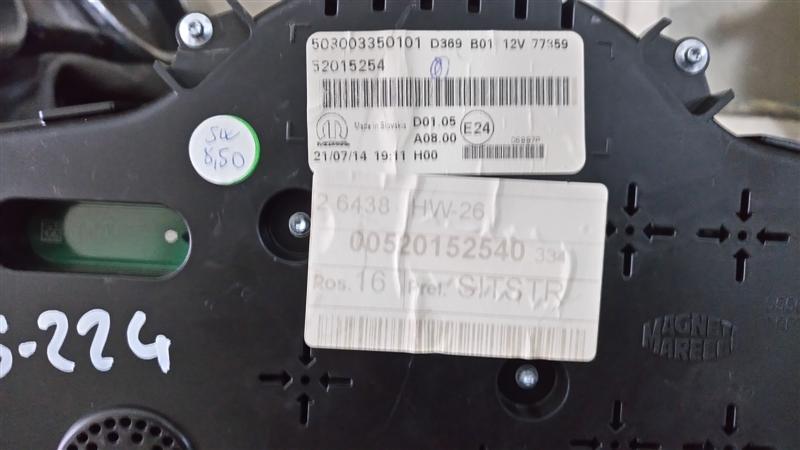 503003350101 D369 B01 12V 77359
52015254
Made in Slovakia
D01.05
A08.00
E24
21/07/14 19:11 H00
SW
8,50
2 6438 HW-26
00520152540 334
Ros. 16 Prel. SITSTR
-224
MAGNETI
MARELLI